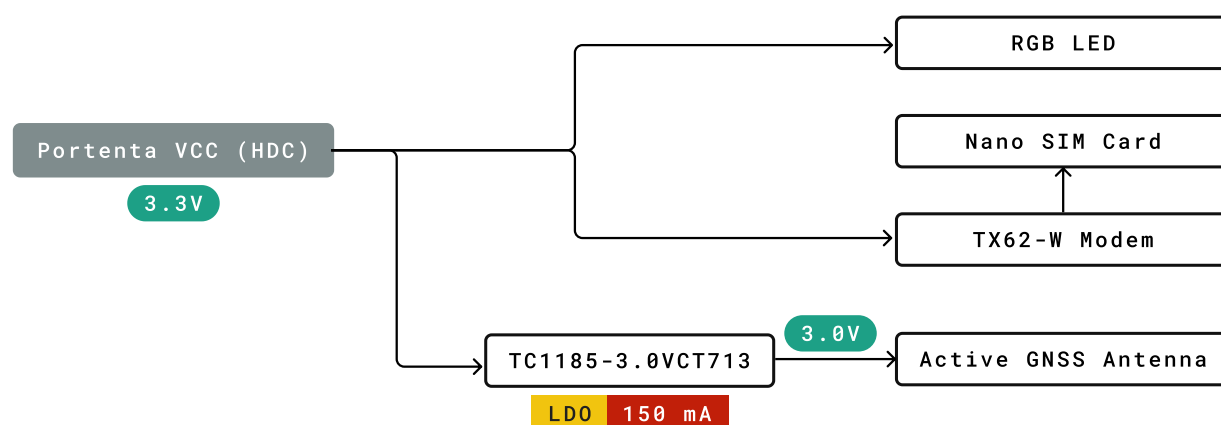 RGB LED
Portenta VCC (HDC)
3.3V
Nano SIM Card
TX62-W Modem
TC1185-3.0VCT713
3.0V
Active GNSS Antenna
LDO 150 mA